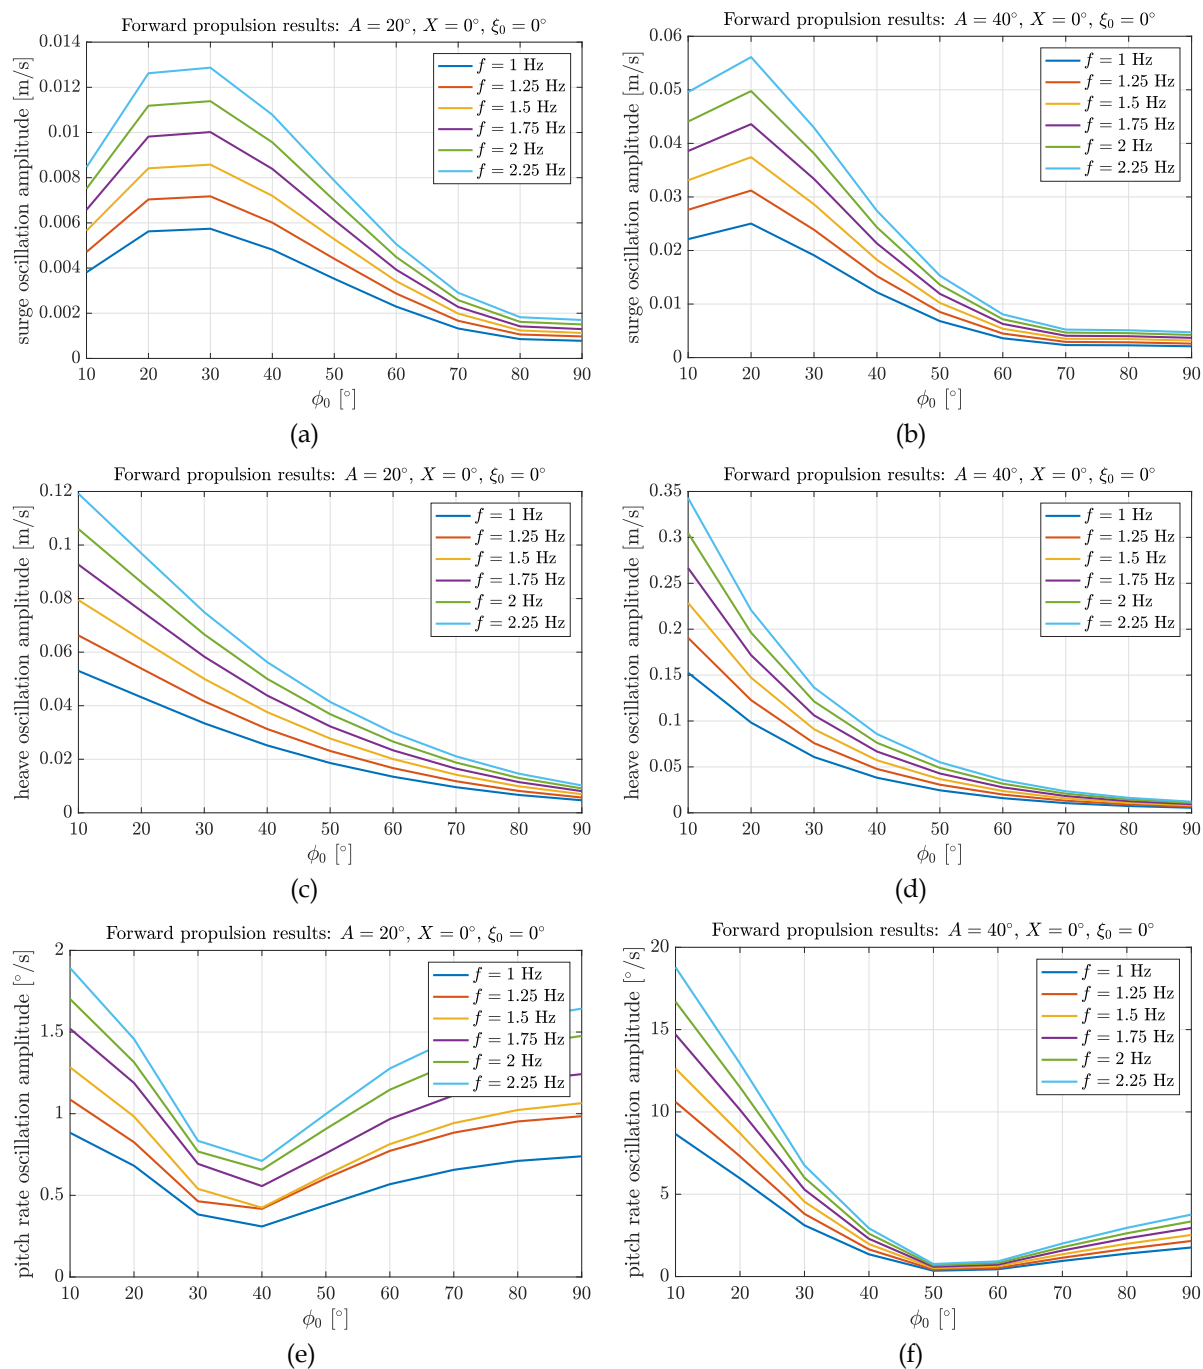 Forward propulsion results: A = 20°, X = 0°, ξ₀ = 0°
surge oscillation amplitude [m/s]
0.014
0.012
0.01
0.008
0.006
0.004
0.002
0
f = 1 Hz
f = 1.25 Hz
f = 1.5 Hz
f = 1.75 Hz
f = 2 Hz
f = 2.25 Hz
10 20 30 40 50 60 70 80 90
ϕ₀ [°]
(a)
Forward propulsion results: A = 40°, X = 0°, ξ₀ = 0°
surge oscillation amplitude [m/s]
0.06
0.05
0.04
0.03
0.02
0.01
0
f = 1 Hz
f = 1.25 Hz
f = 1.5 Hz
f = 1.75 Hz
f = 2 Hz
f = 2.25 Hz
10 20 30 40 50 60 70 80 90
ϕ₀ [°]
(b)
Forward propulsion results: A = 20°, X = 0°, ξ₀ = 0°
heave oscillation amplitude [m/s]
0.12
0.1
0.08
0.06
0.04
0.02
0
f = 1 Hz
f = 1.25 Hz
f = 1.5 Hz
f = 1.75 Hz
f = 2 Hz
f = 2.25 Hz
10 20 30 40 50 60 70 80 90
ϕ₀ [°]
(c)
Forward propulsion results: A = 40°, X = 0°, ξ₀ = 0°
heave oscillation amplitude [m/s]
0.35
0.3
0.25
0.2
0.15
0.1
0.05
0
f = 1 Hz
f = 1.25 Hz
f = 1.5 Hz
f = 1.75 Hz
f = 2 Hz
f = 2.25 Hz
10 20 30 40 50 60 70 80 90
ϕ₀ [°]
(d)
Forward propulsion results: A = 20°, X = 0°, ξ₀ = 0°
pitch rate oscillation amplitude [°/s]
2
1.5
1
0.5
0
f = 1 Hz
f = 1.25 Hz
f = 1.5 Hz
f = 1.75 Hz
f = 2 Hz
f = 2.25 Hz
10 20 30 40 50 60 70 80 90
ϕ₀ [°]
(e)
Forward propulsion results: A = 40°, X = 0°, ξ₀ = 0°
pitch rate oscillation amplitude [°/s]
20
15
10
5
0
f = 1 Hz
f = 1.25 Hz
f = 1.5 Hz
f = 1.75 Hz
f = 2 Hz
f = 2.25 Hz
10 20 30 40 50 60 70 80 90
ϕ₀ [°]
(f)